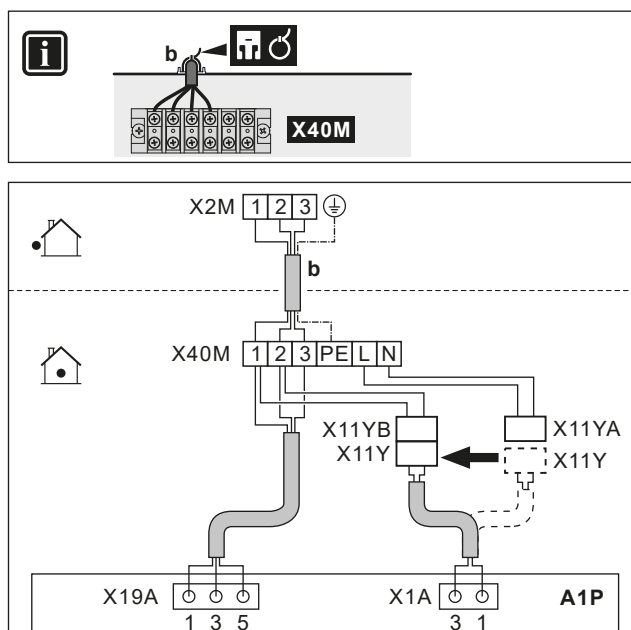 i
b
X40M
X2M 1 2 3
b
X40M 1 2 3 PE L N
X11YB X11YA
X11Y X11Y
X19A X1A A1P
1 3 5 3 1